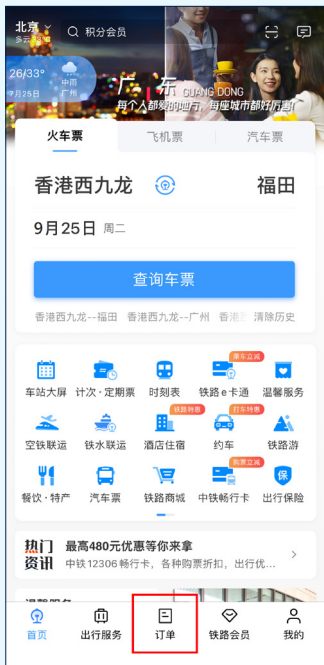 北京
积分会员
26/33°
中雨
7月25日 广州
广东 GUANG DONG
每个人都爱的地方,每座城市都好厉害!
火车票 飞机票 汽车票
香港西九龙 福田
9月25日 周二
查询车票
香港西九龙--福田 香港西九龙--广州 香港 清除历史
乘车立减
车站大屏 计次·定期票 时刻表 铁路e卡通 温馨服务
铁路特惠 打车特惠
空铁联运 铁水联运 酒店住宿 约车 铁路游
购票立减
保
餐饮·特产 汽车票 铁路商城 中铁畅行卡 出行保险
热门资讯
最高480元优惠等你来拿
中铁12306畅行卡,各种购票折扣,出行优...
首页 出行服务 订单 铁路会员 我的